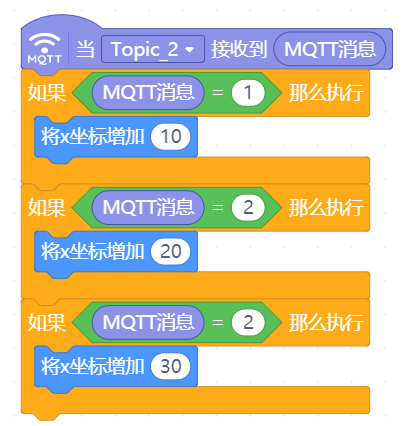 MQTT 当 Topic_2 接收到 MQTT消息
如果 MQTT消息 = 1 那么执行
将x坐标增加 10
如果 MQTT消息 = 2 那么执行
将x坐标增加 20
如果 MQTT消息 = 2 那么执行
将x坐标增加 30